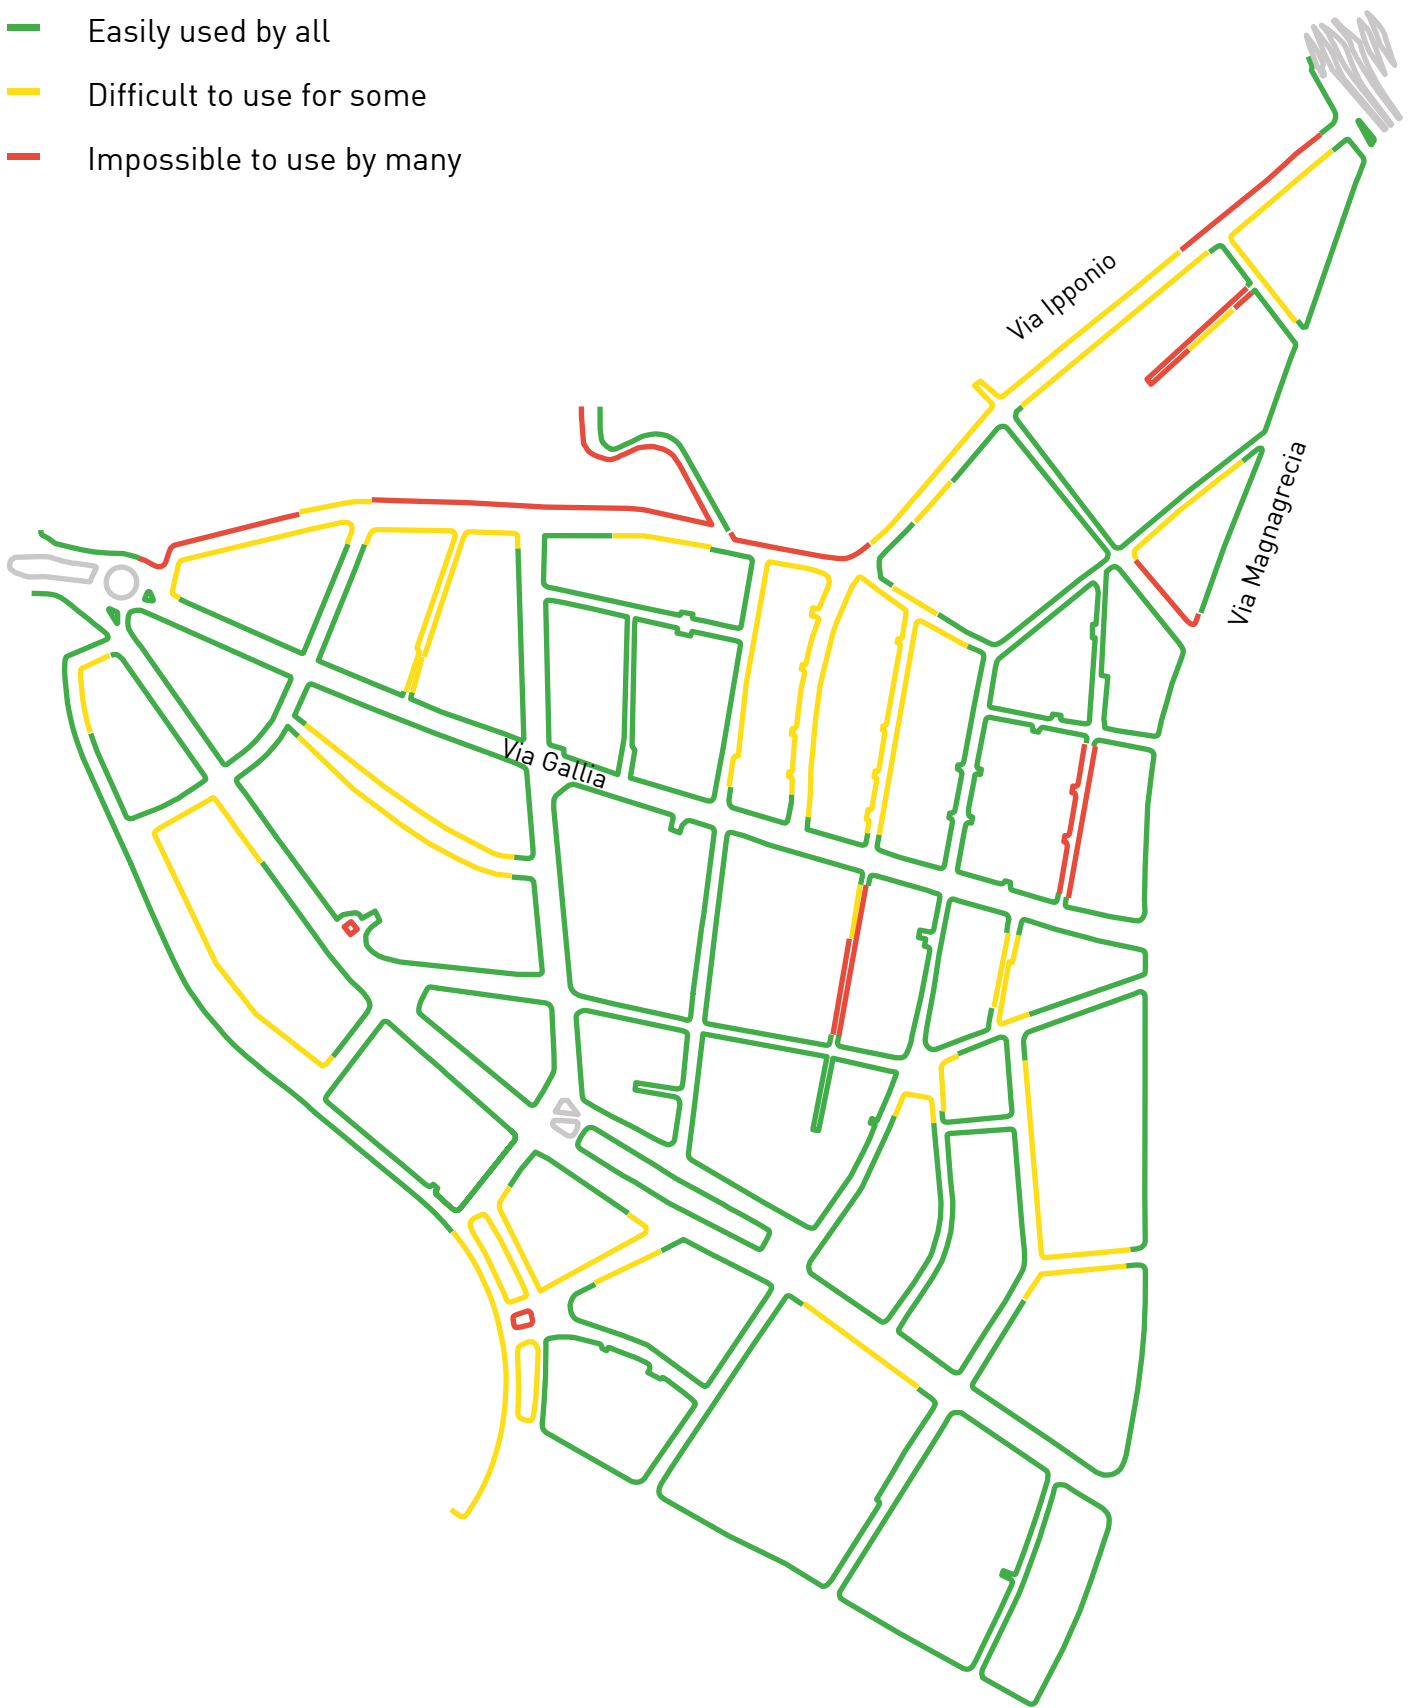 Easily used by all
Difficult to use for some
Impossible to use by many
Via Ipponio
Via Magnagrecia
Via Gallia